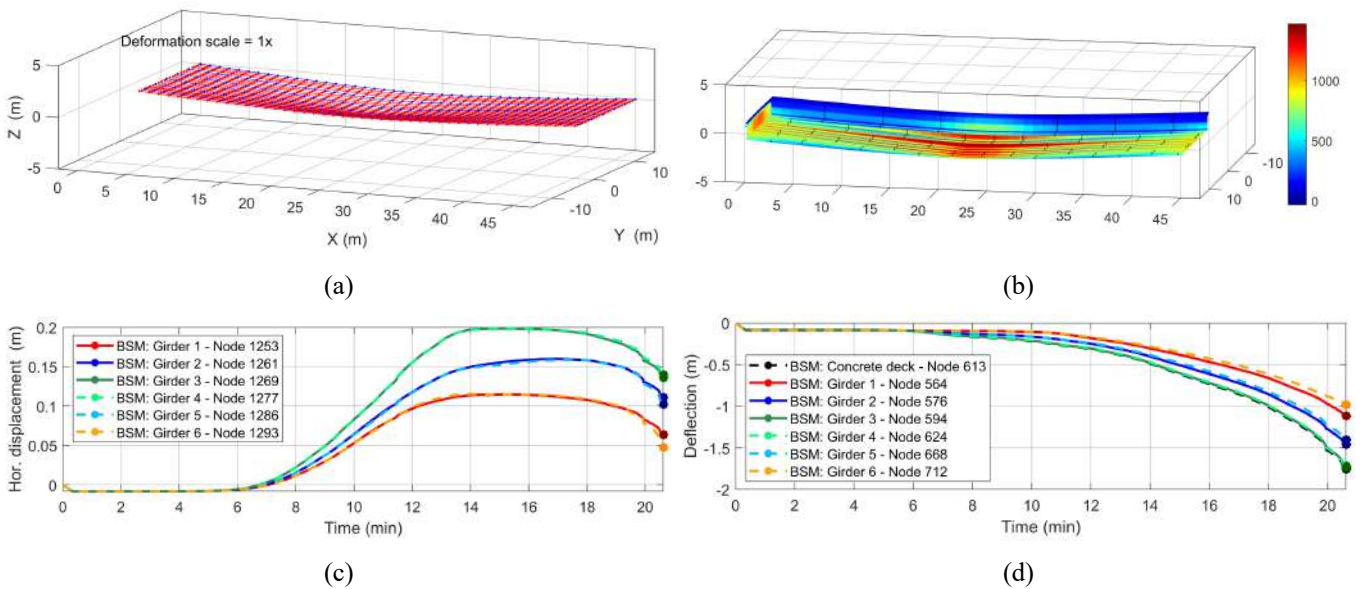 Deformation scale = 1x
5
0
-5
Z (m)
0
5
10
15
20
25
30
35
40
45
X (m)
-10
0
10
Y (m)
(a)
5
0
-5
0
5
10
15
20
25
30
35
40
45
10
0
-10
1000
500
0
(b)
0.2
0.15
0.1
0.05
0
Hor. displacement (m)
BSM: Girder 1 - Node 1253
BSM: Girder 2 - Node 1261
BSM: Girder 3 - Node 1269
BSM: Girder 4 - Node 1277
BSM: Girder 5 - Node 1286
BSM: Girder 6 - Node 1293
0 2 4 6 8 10 12 14 16 18 20
Time (min)
(c)
0
-0.5
-1
-1.5
-2
Deflection (m)
BSM: Concrete deck - Node 613
BSM: Girder 1 - Node 564
BSM: Girder 2 - Node 576
BSM: Girder 3 - Node 594
BSM: Girder 4 - Node 624
BSM: Girder 5 - Node 668
BSM: Girder 6 - Node 712
0 2 4 6 8 10 12 14 16 18 20
Time (min)
(d)